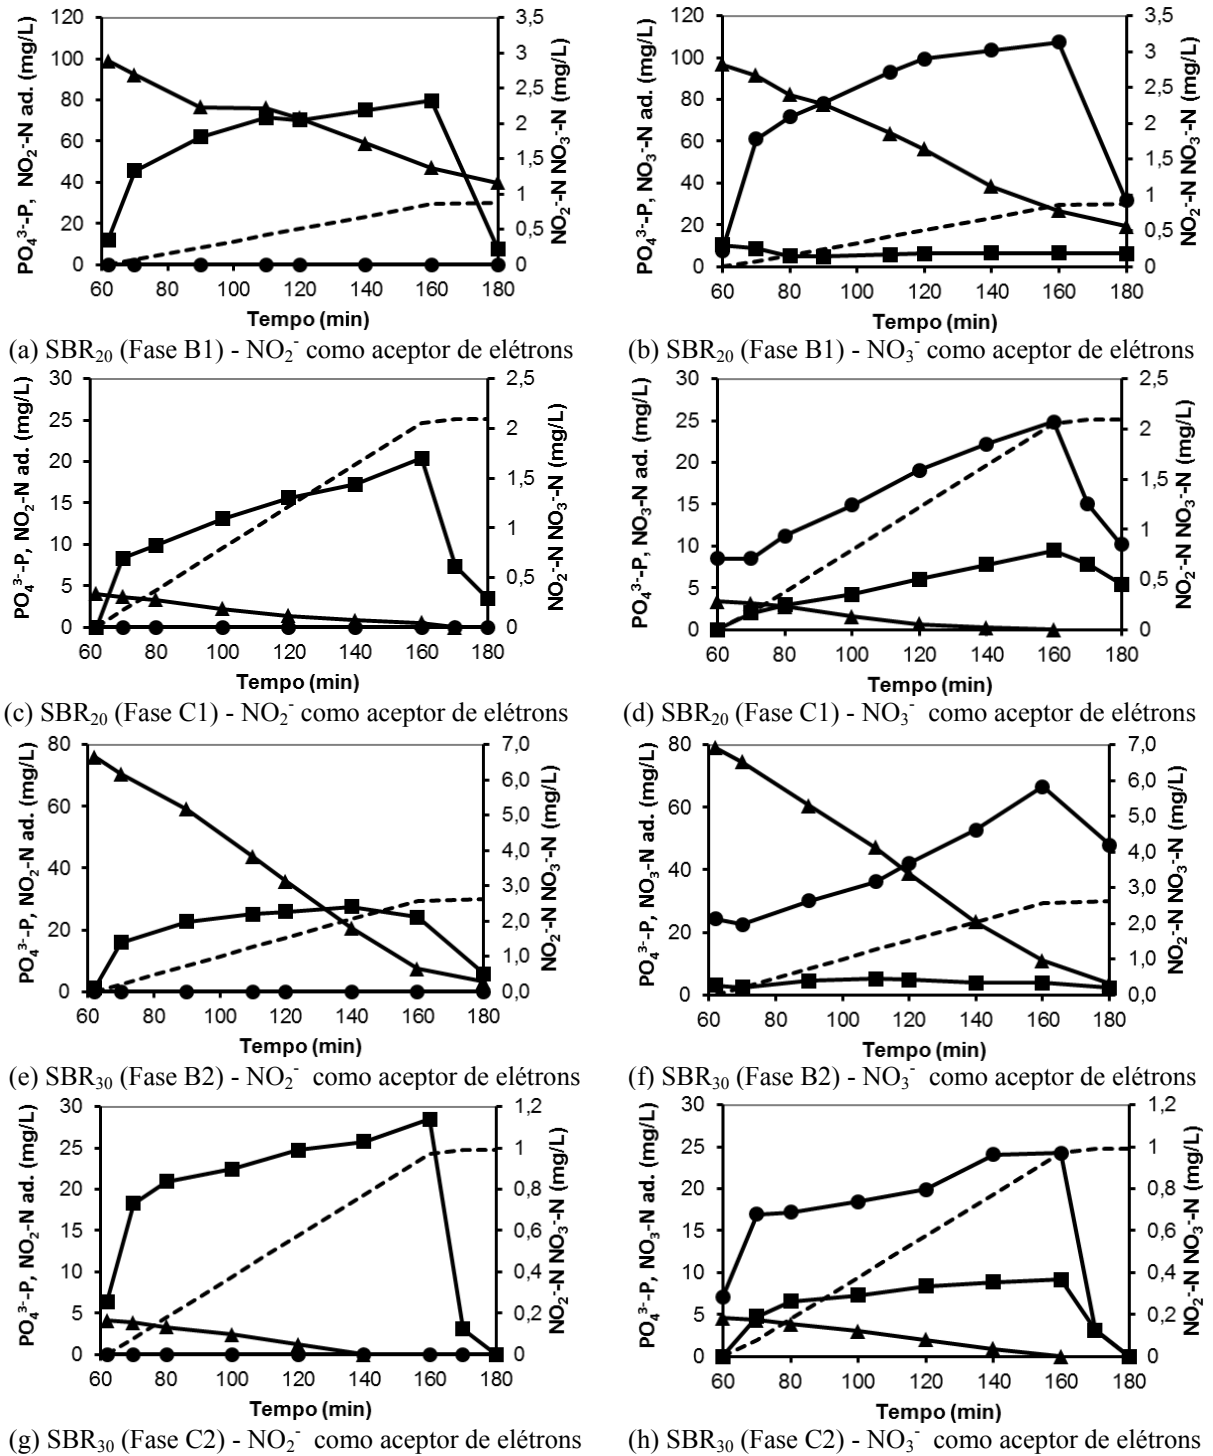 PO₄³⁻-P, NO₂⁻-N ad. (mg/L)
120
100
80
60
40
20
0
3,5
3
2,5
2
1,5
1
0,5
0
NO₂⁻-N NO₃⁻-N (mg/L)
60 80 100 120 140 160 180
Tempo (min)
(a) SBR₂₀ (Fase B1) - NO₂⁻ como aceptor de elétrons
PO₄³⁻-P, NO₃⁻-N ad. (mg/L)
120
100
80
60
40
20
0
3,5
3
2,5
2
1,5
1
0,5
0
NO₂⁻-N NO₃⁻-N (mg/L)
60 80 100 120 140 160 180
Tempo (min)
(b) SBR₂₀ (Fase B1) - NO₃⁻ como aceptor de elétrons
PO₄³⁻-P, NO₂-N ad. (mg/L)
30
25
20
15
10
5
0
2,5
2
1,5
1
0,5
0
NO₂⁻-N NO₃⁻-N (mg/L)
60 80 100 120 140 160 180
Tempo (min)
(c) SBR₂₀ (Fase C1) - NO₂⁻ como aceptor de elétrons
PO₄³⁻-P, NO₃-N ad. (mg/L)
30
25
20
15
10
5
0
2,5
2
1,5
1
0,5
0
NO₂⁻-N NO₃⁻-N (mg/L)
60 80 100 120 140 160 180
Tempo (min)
(d) SBR₂₀ (Fase C1) - NO₃⁻ como aceptor de elétrons
PO₄³⁻-P, NO₂-N ad. (mg/L)
80
60
40
20
0
7,0
6,0
5,0
4,0
3,0
2,0
1,0
0,0
NO₂⁻-N NO₃⁻-N (mg/L)
60 80 100 120 140 160 180
Tempo (min)
(e) SBR₃₀ (Fase B2) - NO₂⁻ como aceptor de elétrons
PO₄³⁻-P, NO₃-N ad. (mg/L)
80
60
40
20
0
7,0
6,0
5,0
4,0
3,0
2,0
1,0
0,0
NO₂⁻-N NO₃⁻-N (mg/L)
60 80 100 120 140 160 180
Tempo (min)
(f) SBR₃₀ (Fase B2) - NO₃⁻ como aceptor de elétrons
PO₄³⁻-P, NO₂-N ad. (mg/L)
30
25
20
15
10
5
0
1,2
1
0,8
0,6
0,4
0,2
0
NO₂⁻-N NO₃⁻-N (mg/L)
60 80 100 120 140 160 180
Tempo (min)
(g) SBR₃₀ (Fase C2) - NO₂⁻ como aceptor de elétrons
PO₄³⁻-P, NO₃-N ad. (mg/L)
30
25
20
15
10
5
0
1,2
1
0,8
0,6
0,4
0,2
0
NO₂⁻-N NO₃⁻-N (mg/L)
60 80 100 120 140 160 180
Tempo (min)
(h) SBR₃₀ (Fase C2) - NO₃⁻ como aceptor de elétrons